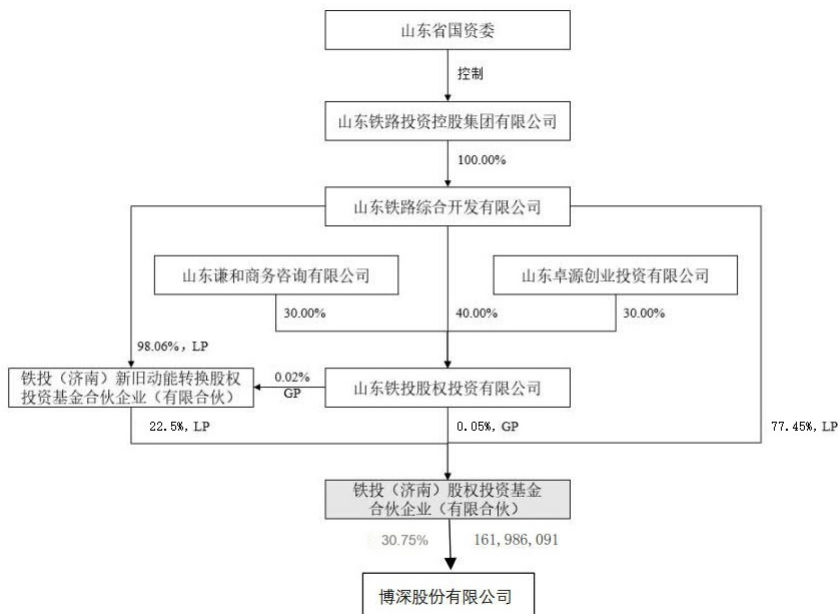 山东省国资委
控制
山东铁路投资控股集团有限公司
100.00%
山东铁路综合开发有限公司
山东谦和商务咨询有限公司
山东卓源创业投资有限公司
30.00%
40.00%
30.00%
98.06%，LP
铁投（济南）新旧动能转换股权
投资基金合伙企业（有限合伙）
0.02%
GP
山东铁投股权投资有限公司
22.5%, LP
0.05%, GP
77.45%, LP
铁投（济南）股权投资基金
合伙企业（有限合伙）
30.75%
161,986,091
博深股份有限公司